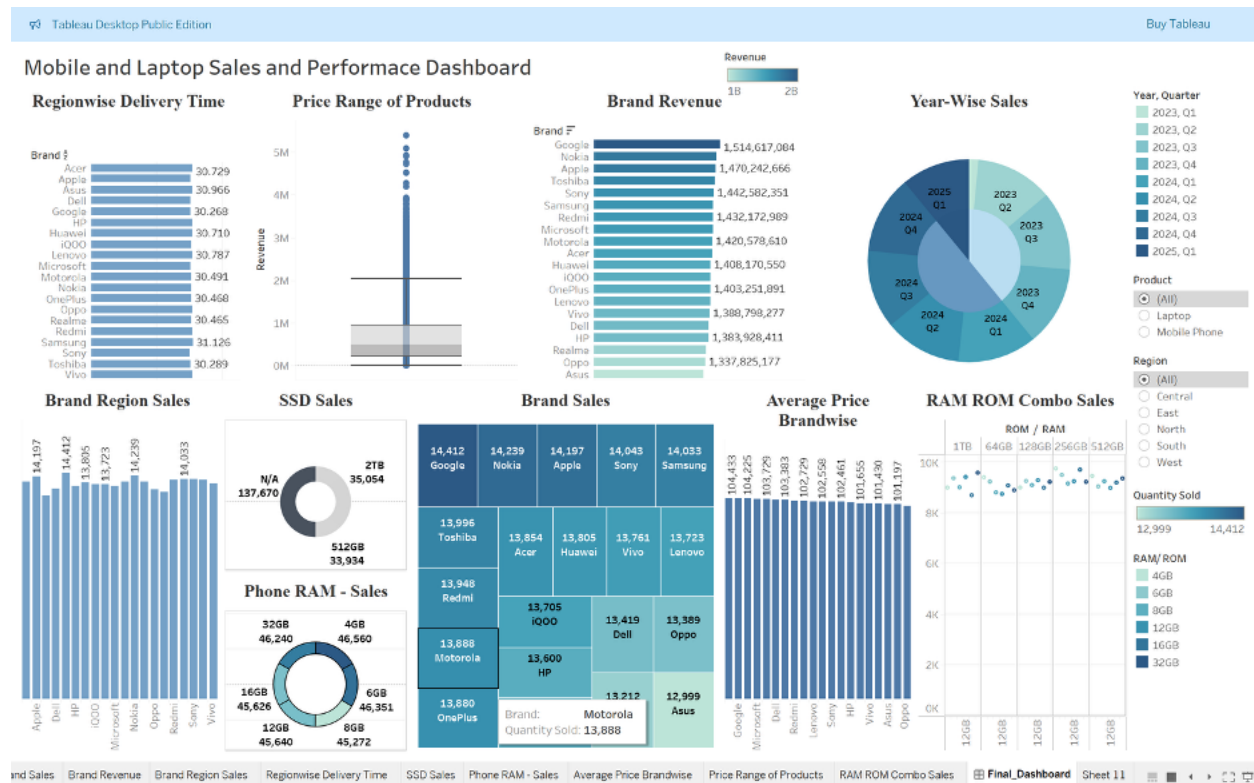 Tableau Desktop Public Edition
Buy Tableau
Mobile and Laptop Sales and Performace Dashboard
Revenue
1B 2B
Regionwise Delivery Time
Brand
Acer 30.729
Apple
Asus 30.966
Dell
Google 30.268
HP
Huawei 30.710
iQOO
Lenovo 30.787
Microsoft
Motorola 30.491
Nokia
OnePlus 30.468
Oppo
Realme 30.465
Redmi
Samsung 31.126
Sony
Toshiba 30.289
Vivo
Price Range of Products
Revenue
5M
4M
3M
2M
1M
0M
Brand Revenue
Brand
Google 1,514,617,084
Nokia
Apple 1,470,242,666
Toshiba
Sony 1,442,582,351
Samsung
Redmi 1,432,172,989
Microsoft
Motorola 1,420,578,610
Acer
Huawei 1,408,170,550
iQOO
OnePlus 1,403,251,891
Lenovo
Vivo 1,388,798,277
Dell
HP 1,383,928,411
Realme
Oppo 1,337,825,177
Asus
Year-Wise Sales
2023
Q2
2023
Q3
2023
Q4
2024
Q1
2024
Q2
2024
Q3
2024
Q4
2025
Q1
Year, Quarter
2023, Q1
2023, Q2
2023, Q3
2023, Q4
2024, Q1
2024, Q2
2024, Q3
2024, Q4
2025, Q1
Product
(All)
Laptop
Mobile Phone
Region
(All)
Central
East
North
South
West
Quantity Sold
12,999 14,412
RAM/ROM
4GB
6GB
8GB
12GB
16GB
32GB
Brand Region Sales
14,197
14,412
13,805
13,723
14,239
14,033
Apple
Dell
HP
iQOO
Microsoft
Nokia
Oppo
Redmi
Sony
Vivo
SSD Sales
N/A
137,670
2TB
35,054
512GB
33,934
Phone RAM - Sales
32GB
46,240
4GB
46,560
16GB
45,626
6GB
46,351
12GB
45,640
8GB
45,272
Brand Sales
14,412
Google
14,239
Nokia
14,197
Apple
14,043
Sony
14,033
Samsung
13,996
Toshiba
13,854
Acer
13,805
Huawei
13,761
Vivo
13,723
Lenovo
13,948
Redmi
13,705
iQOO
13,419
Dell
13,389
Oppo
13,888
Motorola
13,600
HP
13,212
12,999
Asus
13,880
OnePlus
Brand: Motorola
Quantity Sold: 13,888
Average Price
Brandwise
104,433
104,225
103,729
103,383
102,729
102,558
102,461
101,655
101,430
101,197
Google
Microsoft
Dell
Redmi
Lenovo
Sony
HP
Vivo
Asus
Oppo
RAM ROM Combo Sales
ROM / RAM
1TB 64GB 128GB 256GB 512GB
10K
8K
6K
4K
2K
0K
12GB
12GB
12GB
12GB
12GB
and Sales Brand Revenue Brand Region Sales Regionwise Delivery Time SSD Sales Phone RAM - Sales Average Price Brandwise Price Range of Products RAM ROM Combo Sales Final_Dashboard Sheet 11